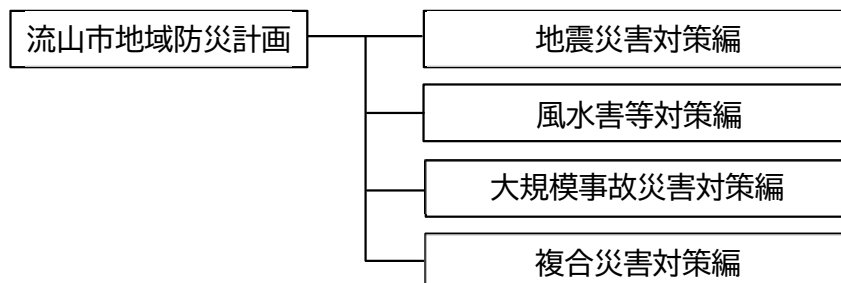 流山市地域防災計画
地震災害対策編
風水害等対策編
大規模事故災害対策編
複合災害対策編